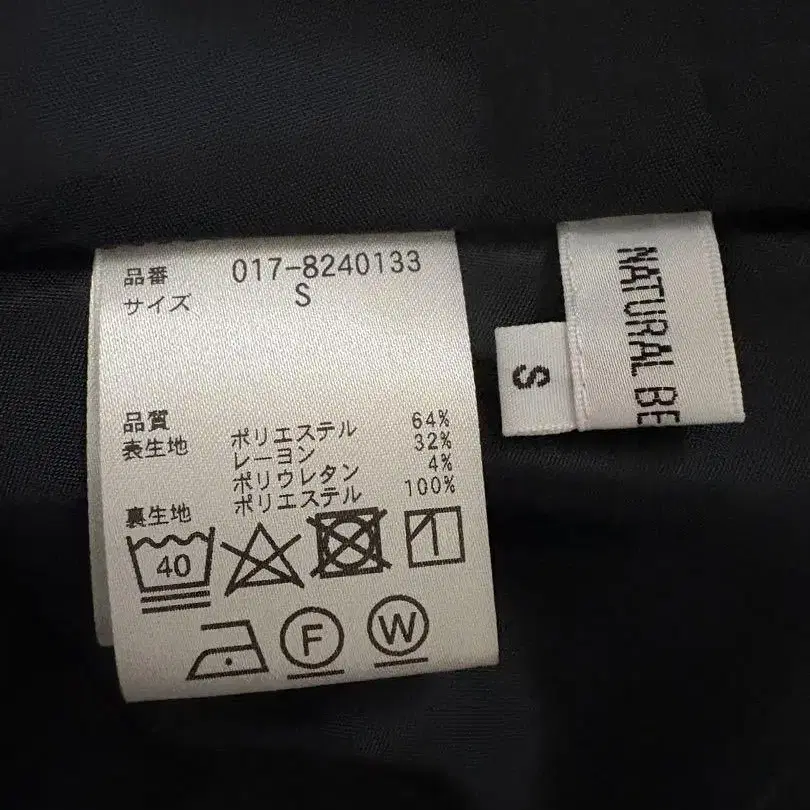 品番 017-8240133
サイズ S
品質
表生地 ポリエステル 64%
レーヨン 32%
ポリウレタン 4%
裏生地 ポリエステル 100%
40
F W
S
NATURAL BE